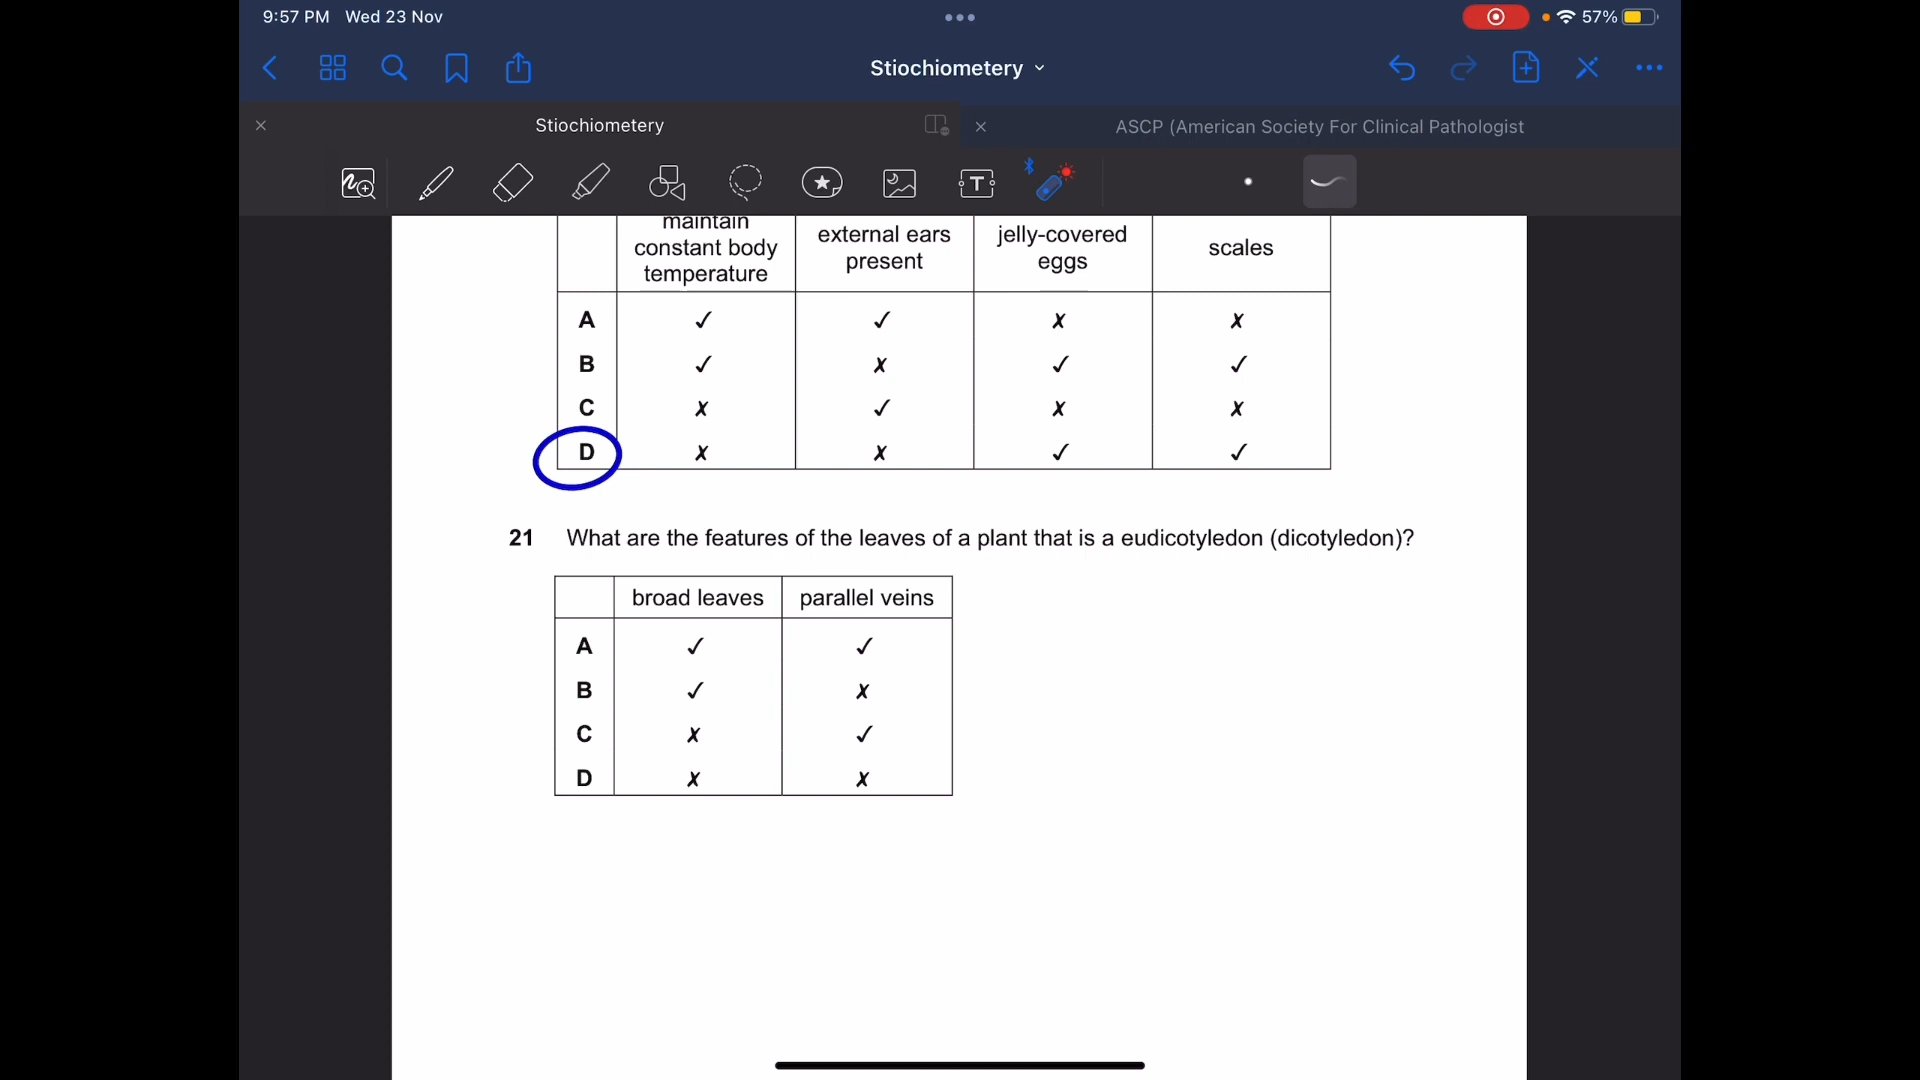 9:57 PM Wed 23 Nov
57%
Stiochiometery
Stiochiometery
ASCP (American Society For Clinical Pathologist
T
maintain
constant body
temperature
external ears
present
jelly-covered
eggs
scales
A ✓ ✓ ✗ ✗
B ✓ ✗ ✓ ✓
C ✗ ✓ ✗ ✗
D ✗ ✗ ✓ ✓
21 What are the features of the leaves of a plant that is a eudicotyledon (dicotyledon)?
broad leaves parallel veins
A ✓ ✓
B ✓ ✗
C ✗ ✓
D ✗ ✗